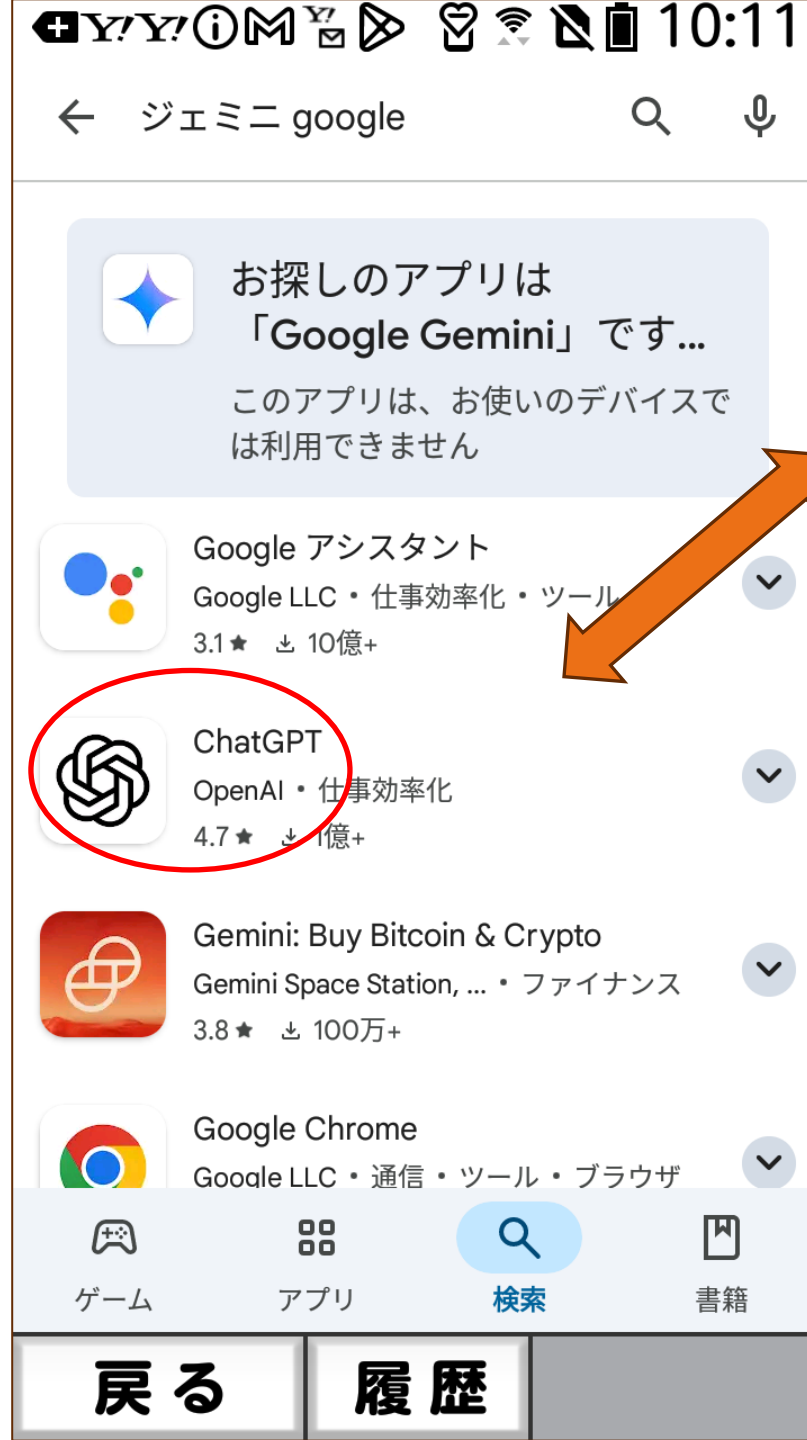 10:11
ジェミニ google
お探しのアプリは
「Google Gemini」です...
このアプリは、お使いのデバイスで
は利用できません
Google アシスタント
Google LLC • 仕事効率化 • ツール
3.1★ 10億+
ChatGPT
OpenAI • 仕事効率化
4.7★ 1億+
Gemini: Buy Bitcoin & Crypto
Gemini Space Station, ... • ファイナンス
3.8★ 100万+
Google Chrome
Google LLC • 通信 • ツール • ブラウザ
ゲーム アプリ 検索 書籍
戻る 履歴